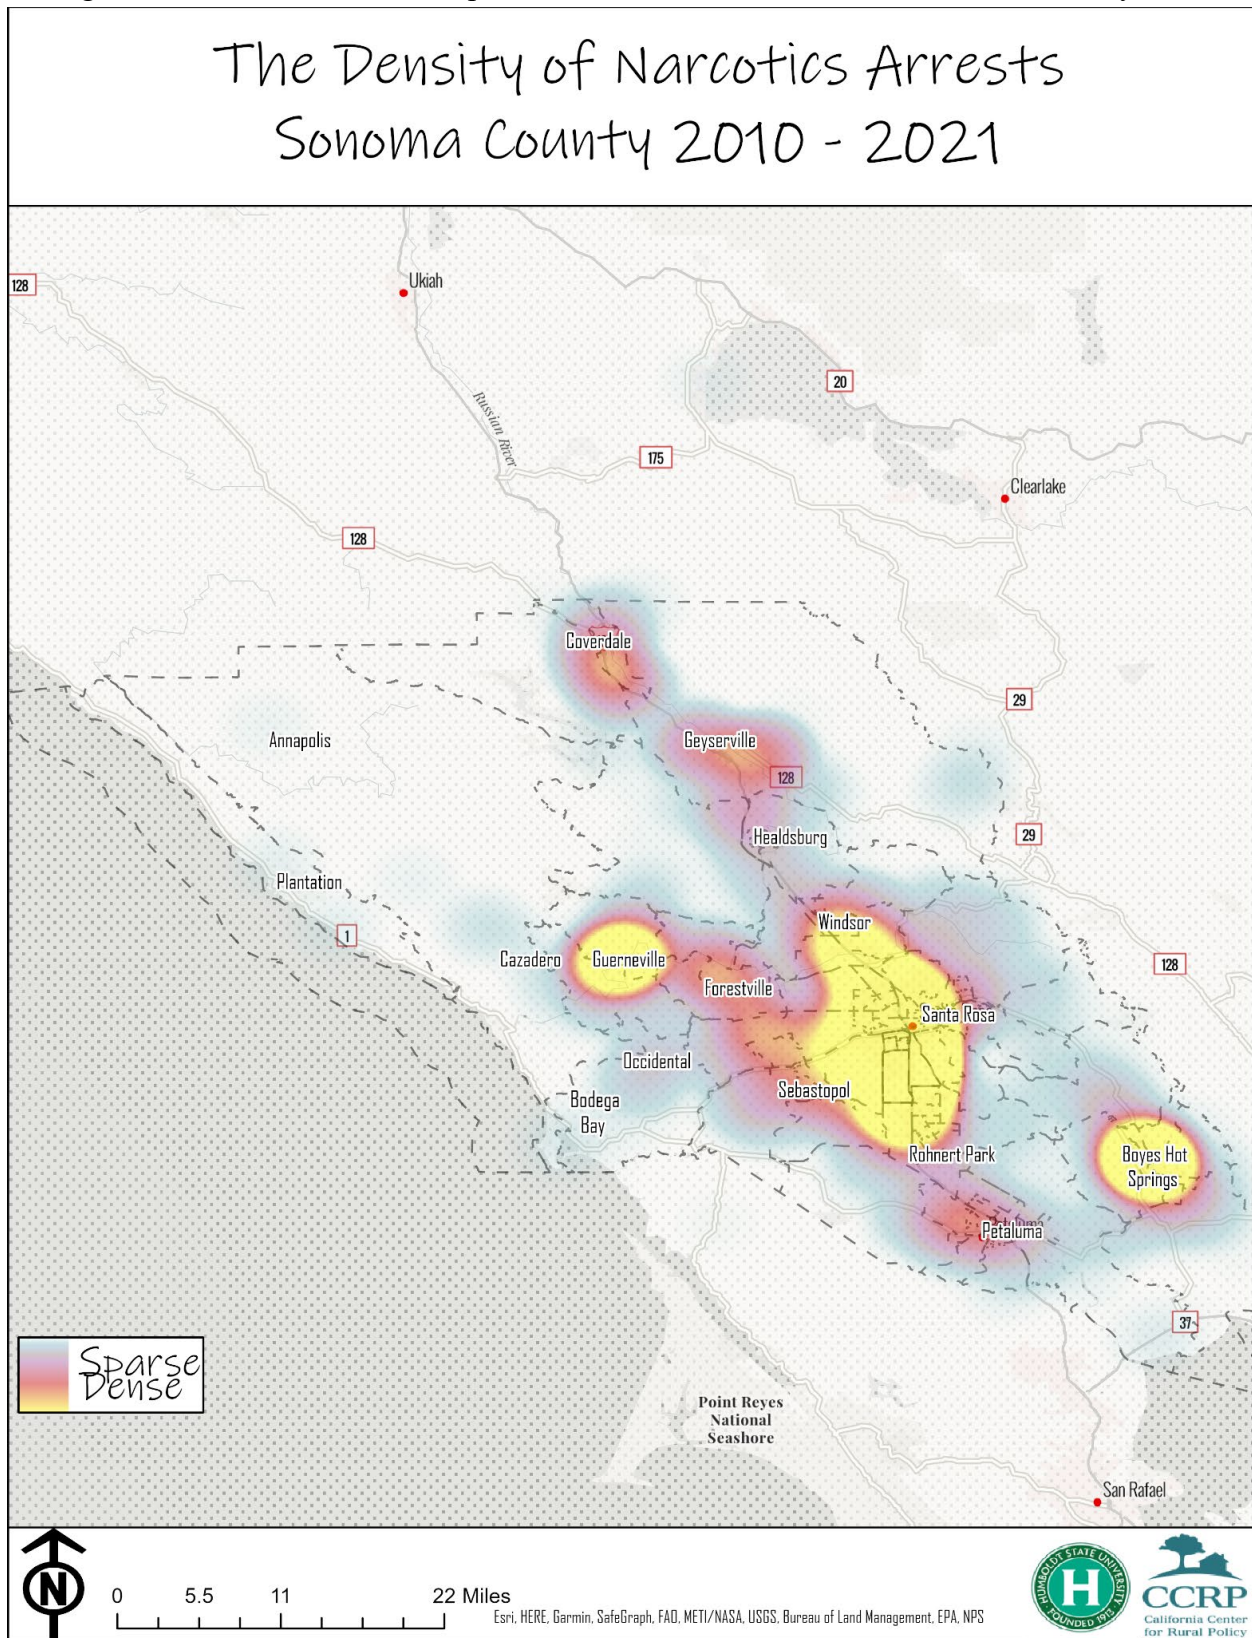 The Density of Narcotics Arrests
Sonoma County 2010 - 2021
Ukiah
128
20
Russian River
175
Clearlake
128
Coverdale
29
Annapolis
Geyserville
128
Healdsburg
29
Plantation
Windsor
1
Cazadero
Guerneville
128
Forestville
Santa Rosa
Occidental
Sebastopol
Bodega
Bay
Rohnert Park
Boyes Hot
Springs
Petaluma
37
Sparse
Dense
Point Reyes
National
Seashore
San Rafael
N
0 5.5 11 22 Miles
Esri, HERE, Garmin, SafeGraph, FAO, METI/NASA, USGS, Bureau of Land Management, EPA, NPS
HUMBOLDT STATE UNIVERSITY
H
FOUNDED 1913
CCRP
California Center
for Rural Policy